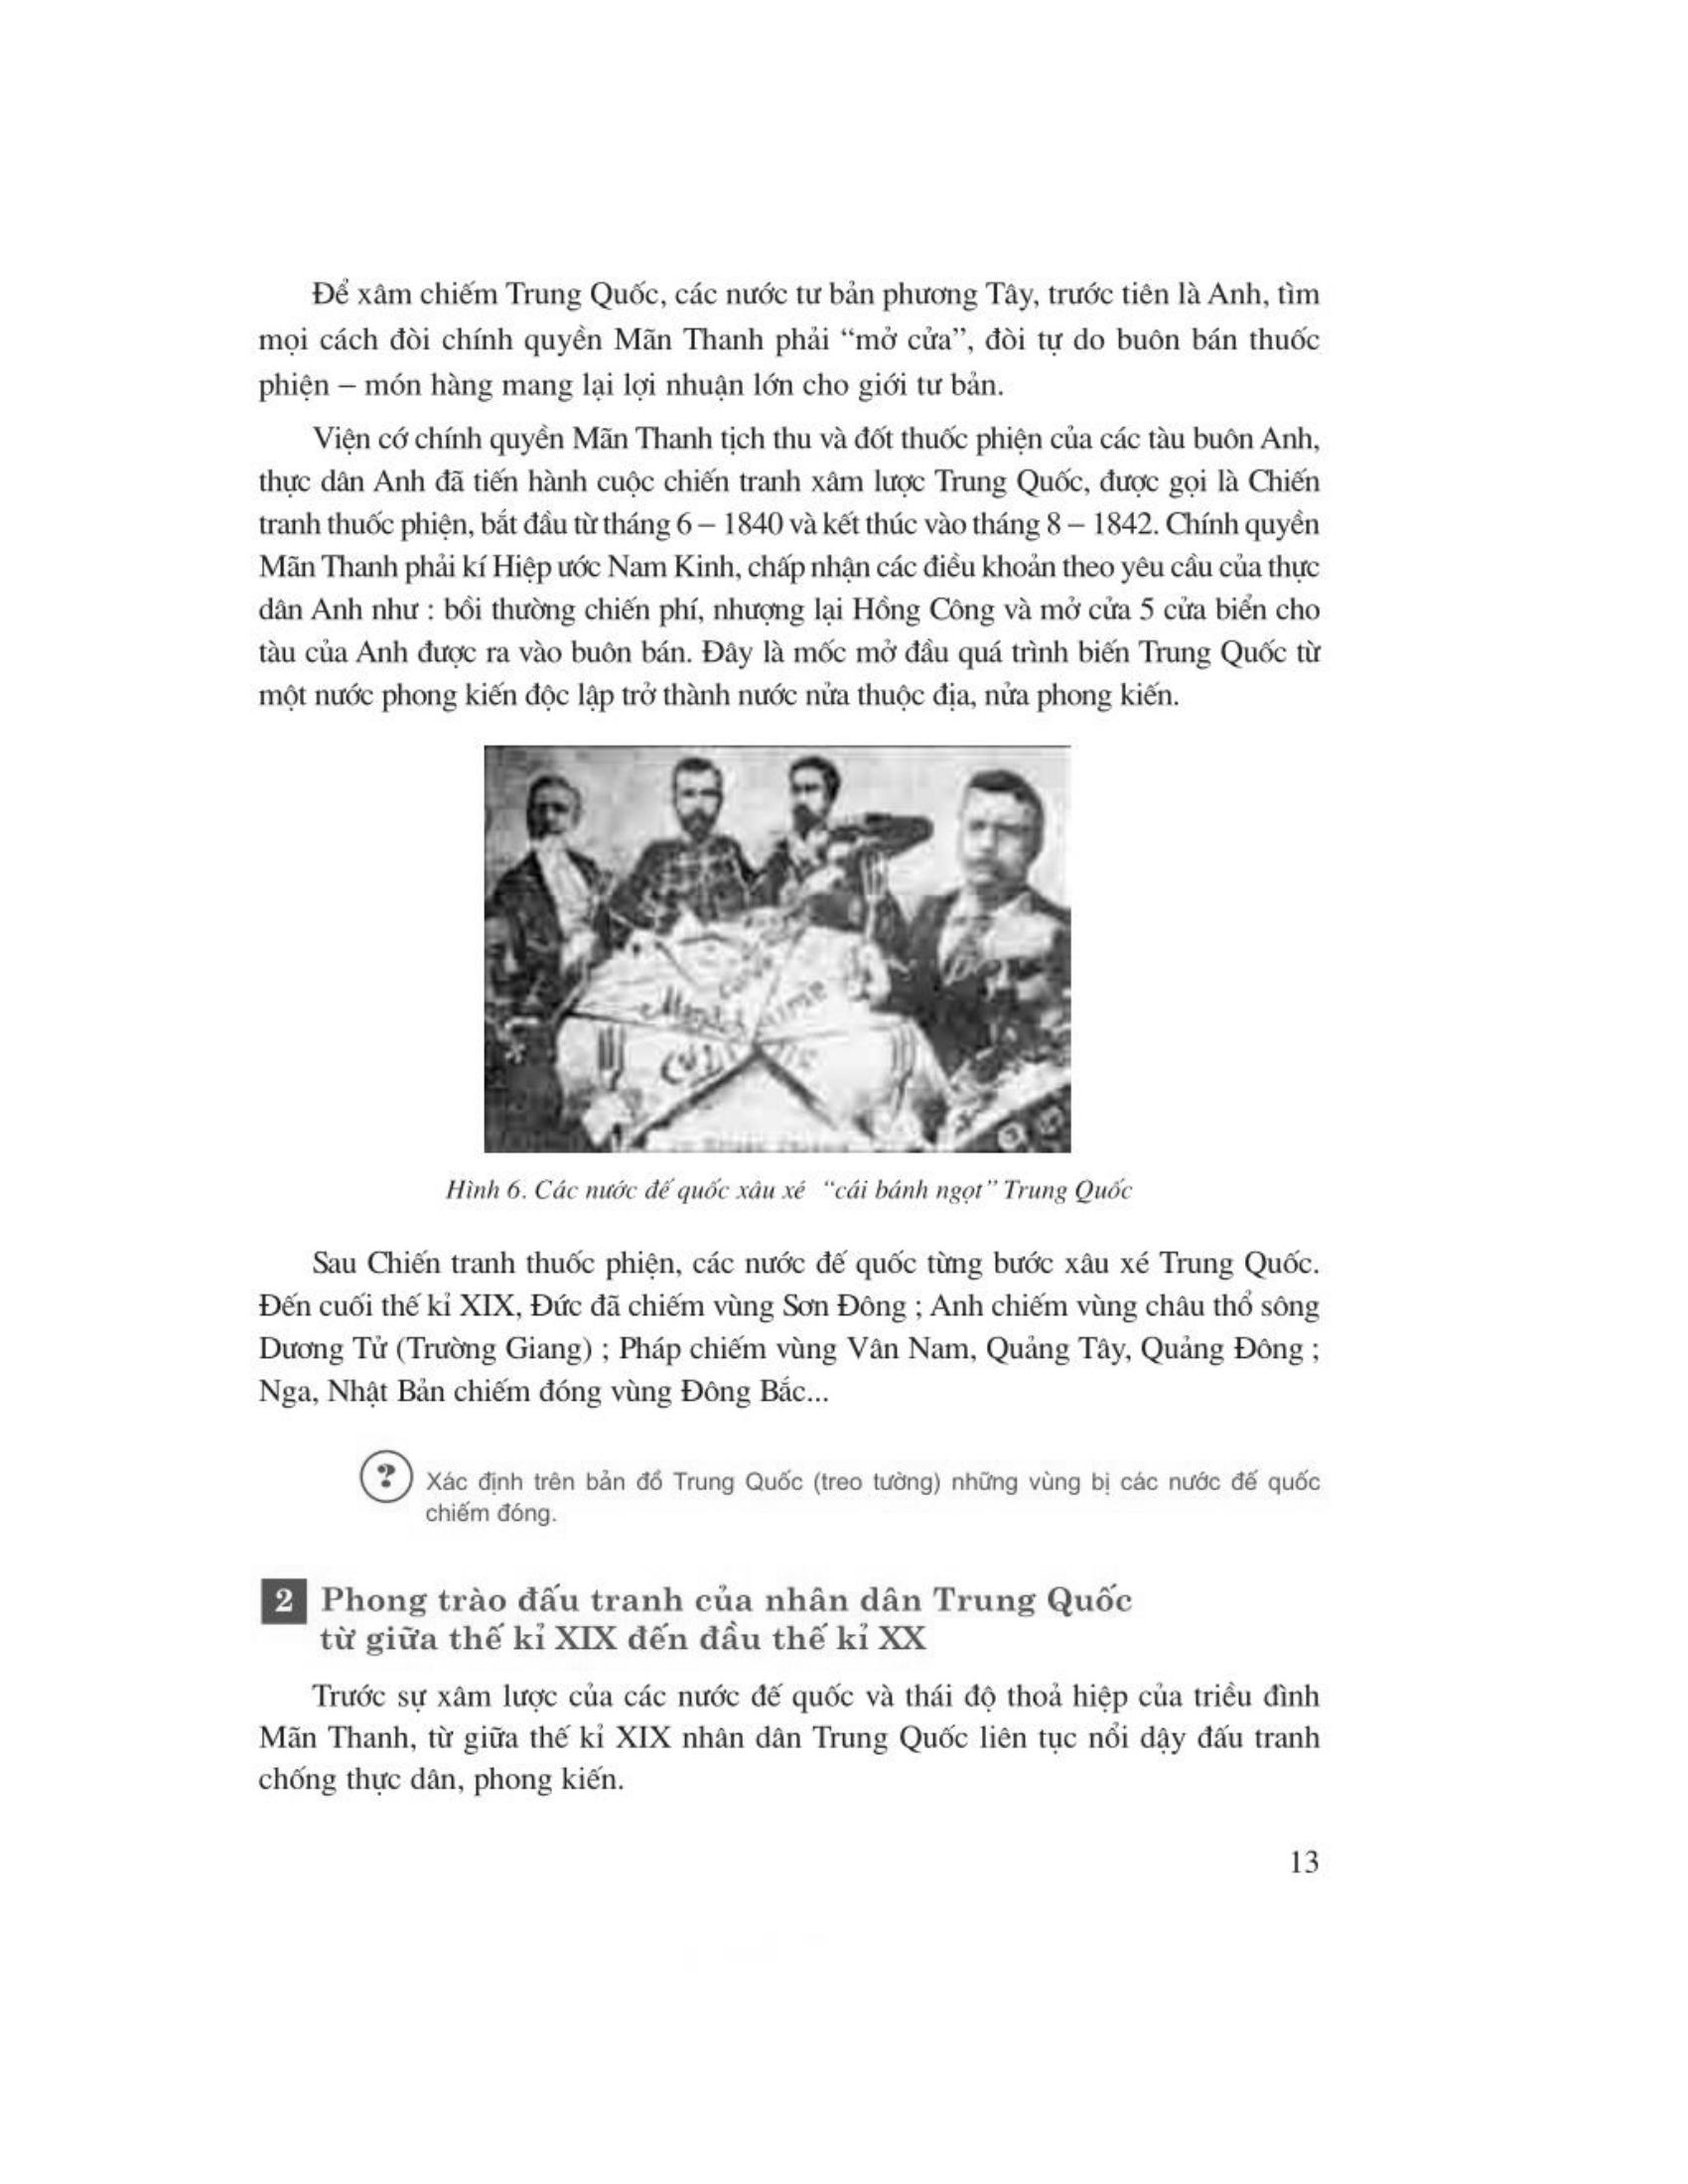 Để xâm chiếm Trung Quốc, các nước tư bản phương Tây, trước tiên là Anh, tìm
mọi cách đòi chính quyền Mãn Thanh phải “mở cửa”, đòi tự do buôn bán thuốc
phiện – món hàng mang lại lợi nhuận lớn cho giới tư bản.
Viện cớ chính quyền Mãn Thanh tịch thu và đốt thuốc phiện của các tàu buôn Anh,
thực dân Anh đã tiến hành cuộc chiến tranh xâm lược Trung Quốc, được gọi là Chiến
tranh thuốc phiện, bắt đầu từ tháng 6 – 1840 và kết thúc vào tháng 8 – 1842. Chính quyền
Mãn Thanh phải kí Hiệp ước Nam Kinh, chấp nhận các điều khoản theo yêu cầu của thực
dân Anh như : bồi thường chiến phí, nhượng lại Hồng Công và mở cửa 5 cửa biển cho
tàu của Anh được ra vào buôn bán. Đây là mốc mở đầu quá trình biến Trung Quốc từ
một nước phong kiến độc lập trở thành nước nửa thuộc địa, nửa phong kiến.
Hình 6. Các nước đế quốc xâu xé “cái bánh ngọt” Trung Quốc
Sau Chiến tranh thuốc phiện, các nước đế quốc từng bước xâu xé Trung Quốc.
Đến cuối thế kỉ XIX, Đức đã chiếm vùng Sơn Đông ; Anh chiếm vùng châu thổ sông
Dương Tử (Trường Giang) ; Pháp chiếm vùng Vân Nam, Quảng Tây, Quảng Đông ;
Nga, Nhật Bản chiếm đóng vùng Đông Bắc...
? Xác định trên bản đồ Trung Quốc (treo tường) những vùng bị các nước đế quốc
chiếm đóng.
2 Phong trào đấu tranh của nhân dân Trung Quốc
từ giữa thế kỉ XIX đến đầu thế kỉ XX
Trước sự xâm lược của các nước đế quốc và thái độ thoả hiệp của triều đình
Mãn Thanh, từ giữa thế kỉ XIX nhân dân Trung Quốc liên tục nổi dậy đấu tranh
chống thực dân, phong kiến.
13